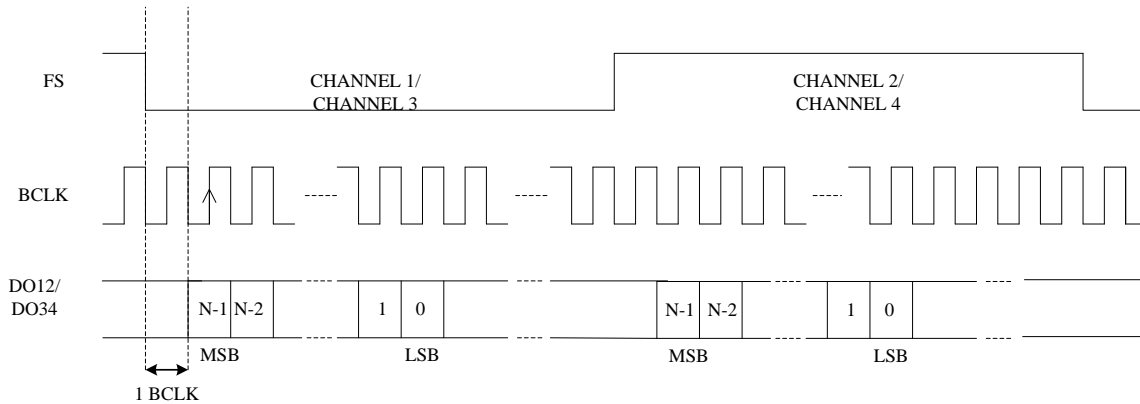 FS
CHANNEL 1/
CHANNEL 3
CHANNEL 2/
CHANNEL 4
BCLK
DO12/
DO34
N-1 N-2 1 0 N-1 N-2 1 0
MSB LSB MSB LSB
1 BCLK